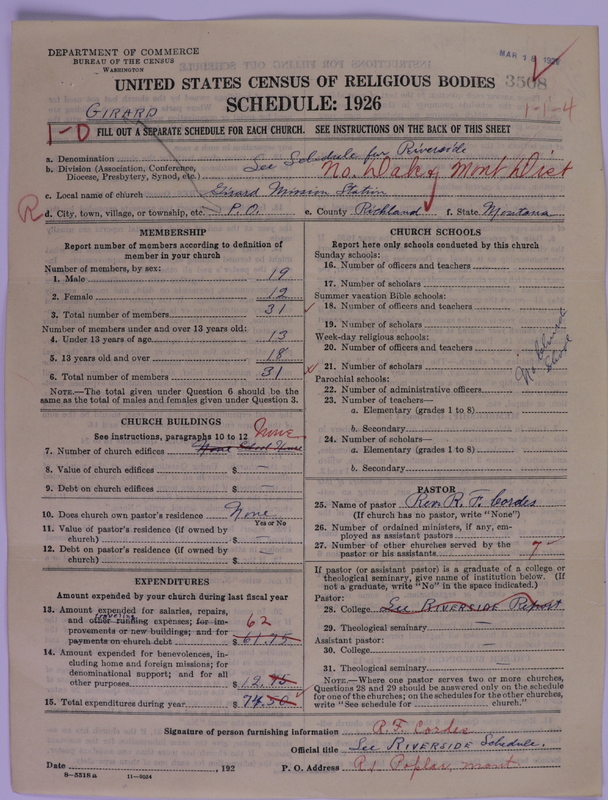 DEPARTMENT OF COMMERCE
BUREAU OF THE CENSUS
WASHINGTON
MAR 18 1927
UNITED STATES CENSUS OF RELIGIOUS BODIES 3508
SCHEDULE: 1926
GIRARD
1-1-4
1-D FILL OUT A SEPARATE SCHEDULE FOR EACH CHURCH. SEE INSTRUCTIONS ON THE BACK OF THIS SHEET
a. Denomination See Schedule for Riverside
b. Division (Association, Conference, Diocese, Presbytery, Synod, etc.) No. Dak & Mont Dist
c. Local name of church Girard Mission Station
R d. City, town, village, or township, etc. P.O. e. County Richland f. State Montana
MEMBERSHIP
Report number of members according to definition of
member in your church
Number of members, by sex:
1. Male 19
2. Female 12
3. Total number of members 31
Number of members under and over 13 years old:
4. Under 13 years of age 13
5. 13 years old and over 18
6. Total number of members 31
NOTE.—The total given under Question 6 should be the
same as the total of males and females given under Question 3.
CHURCH BUILDINGS
See instructions, paragraphs 10 to 12 None
7. Number of church edifices None School House
8. Value of church edifices $ —
9. Debt on church edifices $ —
10. Does church own pastor's residence None
Yes or No
11. Value of pastor's residence (if owned by
church) $ —
12. Debt on pastor's residence (if owned by
church) $ —
EXPENDITURES
Amount expended by your church during last fiscal year
13. Amount expended for salaries, repairs,
and other running expenses; for im-
provements or new buildings; and for
payments on church debt $ 61.75 62
14. Amount expended for benevolences, in-
cluding home and foreign missions; for
denominational support; and for all
other purposes $ 12.75
15. Total expenditures during year $ 74.50
CHURCH SCHOOLS
Report here only schools conducted by this church
Sunday schools:
16. Number of officers and teachers
17. Number of scholars
Summer vacation Bible schools:
18. Number of officers and teachers
19. Number of scholars
Week-day religious schools:
20. Number of officers and teachers
21. Number of scholars
Parochial schools:
22. Number of administrative officers
23. Number of teachers—
a. Elementary (grades 1 to 8)
b. Secondary
24. Number of scholars—
a. Elementary (grades 1 to 8)
b. Secondary
PASTOR
25. Name of pastor Rev. R. F. Cordes
(If church has no pastor, write "None")
26. Number of ordained ministers, if any, em-
ployed as assistant pastors
27. Number of other churches served by the
pastor or his assistants 7
If pastor (or assistant pastor) is a graduate of a college or
theological seminary, give name of institution below. (If
not a graduate, write "No" in the space indicated.)
Pastor:
28. College See RIVERSIDE Report
29. Theological seminary —
Assistant pastor:
30. College —
31. Theological seminary —
NOTE.—Where one pastor serves two or more churches,
Questions 28 and 29 should be answered only on the schedule
for one of the churches; on the schedules for the other churches,
write "See schedule for church."
Signature of person furnishing information R. F. Cordes
Official title See RIVERSIDE Schedule.
Date , 192 P. O. Address R 1 Poplar, Mont
8—5518 a 11—9034